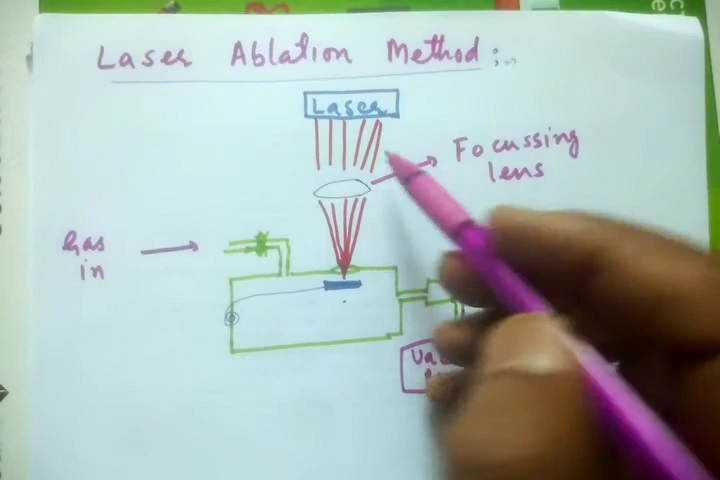 Laser Ablation Method:-
Laser
Focussing
lens
Gas
in